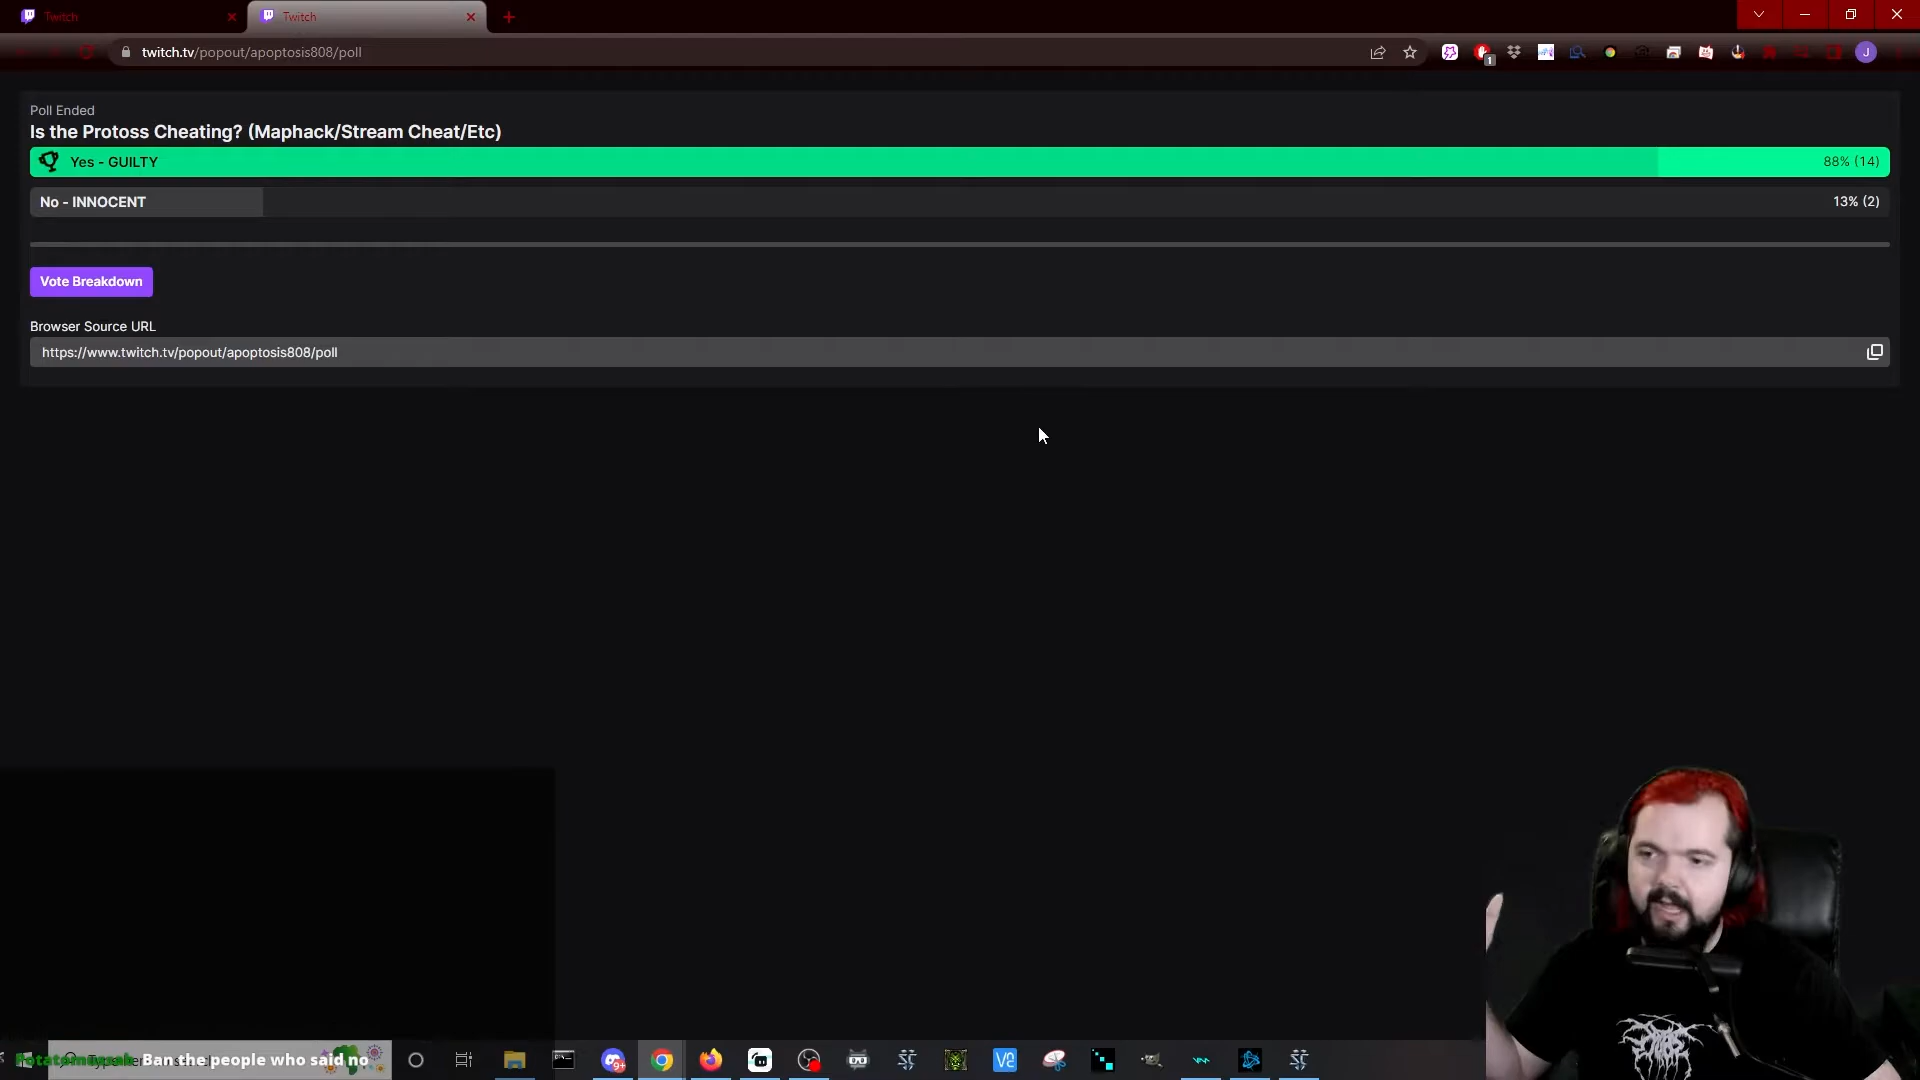 Twitch
Twitch
twitch.tv/popout/apoptosis808/poll
1
J
Poll Ended
Is the Protoss Cheating? (Maphack/Stream Cheat/Etc)
Yes - GUILTY
88% (14)
No - INNOCENT
13% (2)
Vote Breakdown
Browser Source URL
https://www.twitch.tv/popout/apoptosis808/poll
Ban the people who said no
9+